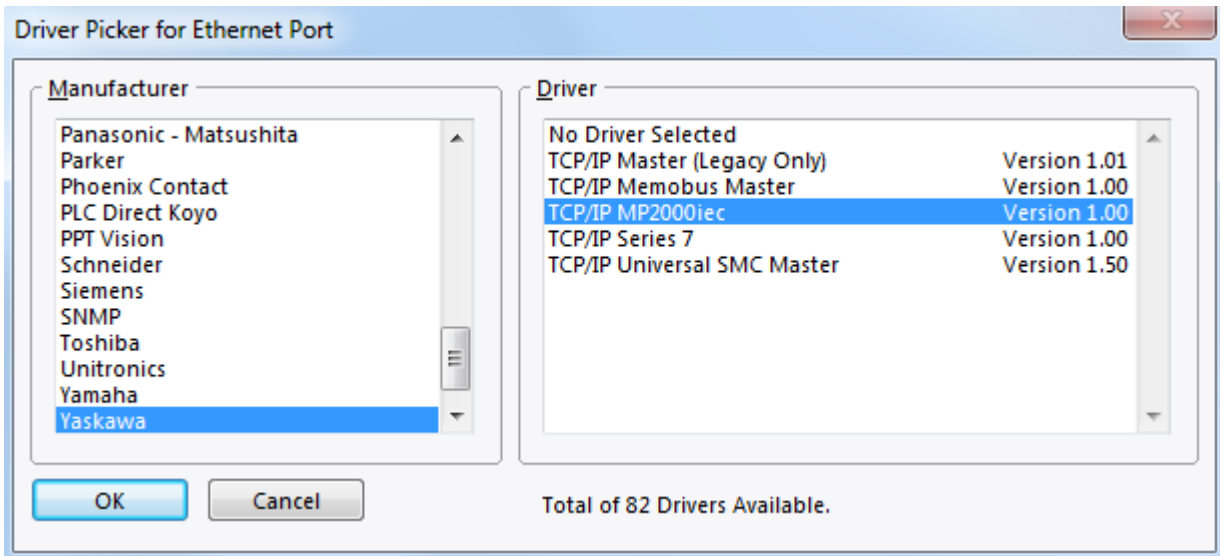 Driver Picker for Ethernet Port
Manufacturer
Panasonic - Matsushita
Parker
Phoenix Contact
PLC Direct Koyo
PPT Vision
Schneider
Siemens
SNMP
Toshiba
Unitronics
Yamaha
Yaskawa
Driver
No Driver Selected
TCP/IP Master (Legacy Only) Version 1.01
TCP/IP Memobus Master Version 1.00
TCP/IP MP2000iec Version 1.00
TCP/IP Series 7 Version 1.00
TCP/IP Universal SMC Master Version 1.50
OK
Cancel
Total of 82 Drivers Available.